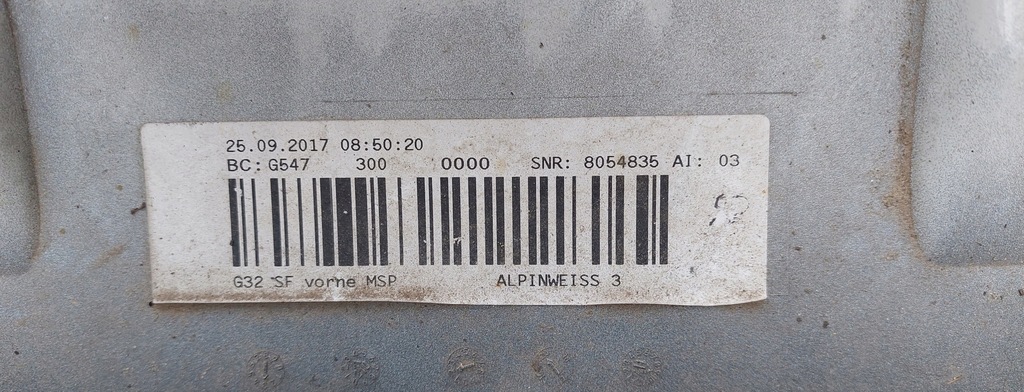 25.09.2017 08:50:20
BC: G547 300 0000 SNR: 8054835 AI: 03
G32 SF vorne MSP ALPINWEISS 3